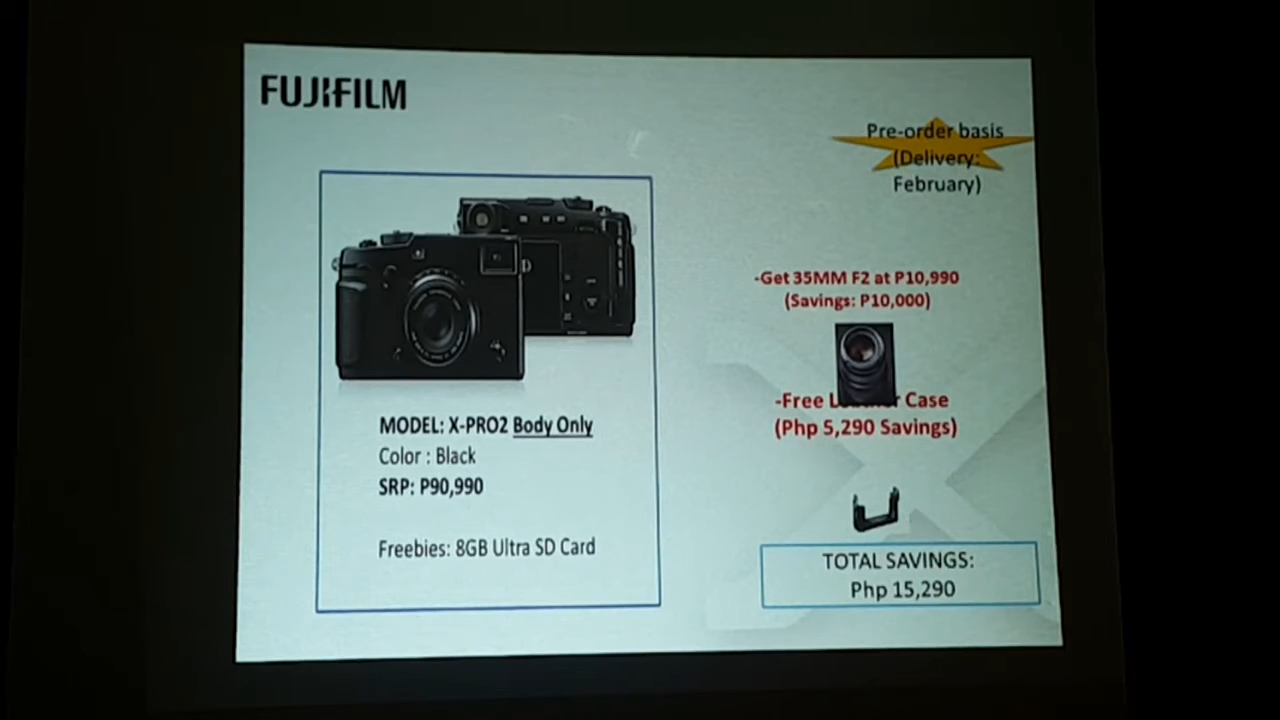 FUJIFILM
Pre-order basis
(Delivery:
February)
MODEL: X-PRO2 Body Only
Color : Black
SRP: P90,990
Freebies: 8GB Ultra SD Card
-Get 35MM F2 at P10,990
(Savings: P10,000)
-Free Case
(Php 5,290 Savings)
TOTAL SAVINGS:
Php 15,290